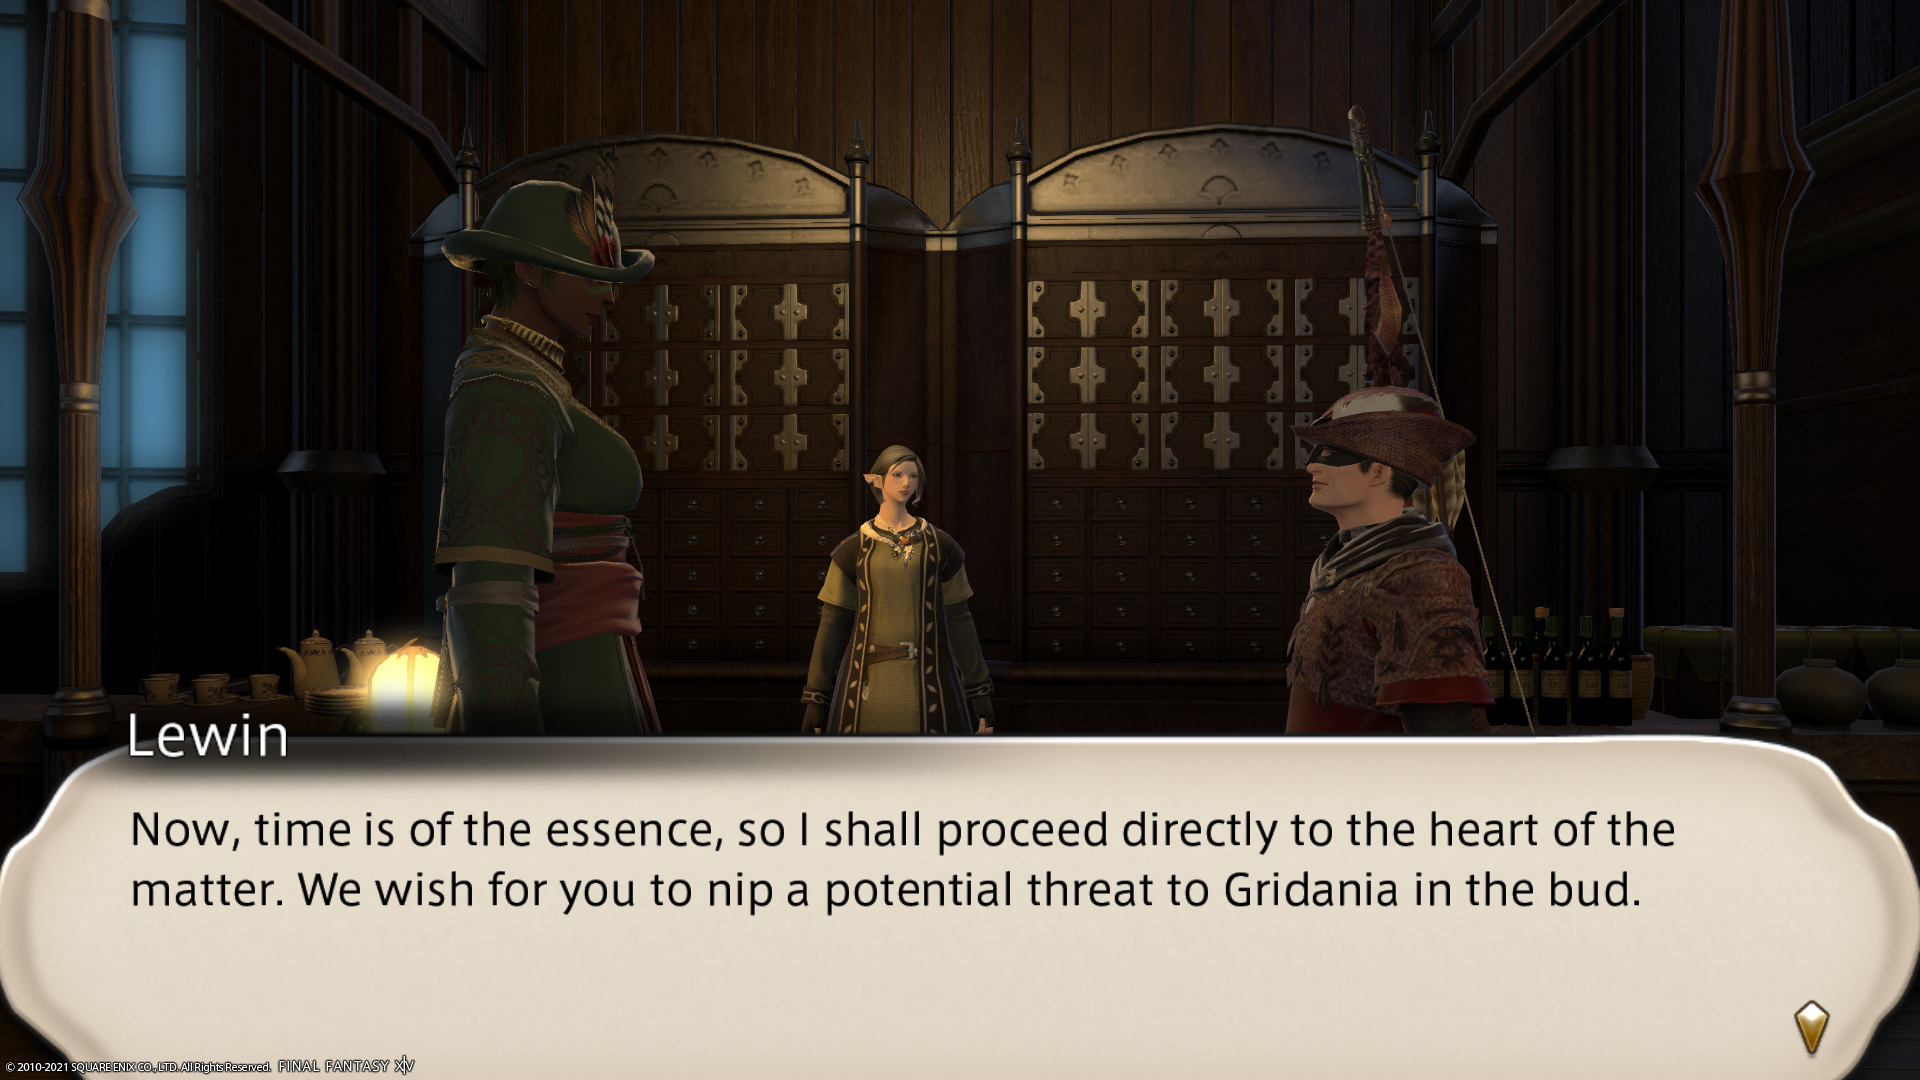 Lewin
Now, time is of the essence, so I shall proceed directly to the heart of the
matter. We wish for you to nip a potential threat to Gridania in the bud.
© 2010-2021 SQUARE ENIX CO., LTD. All Rights Reserved. FINAL FANTASY XIV